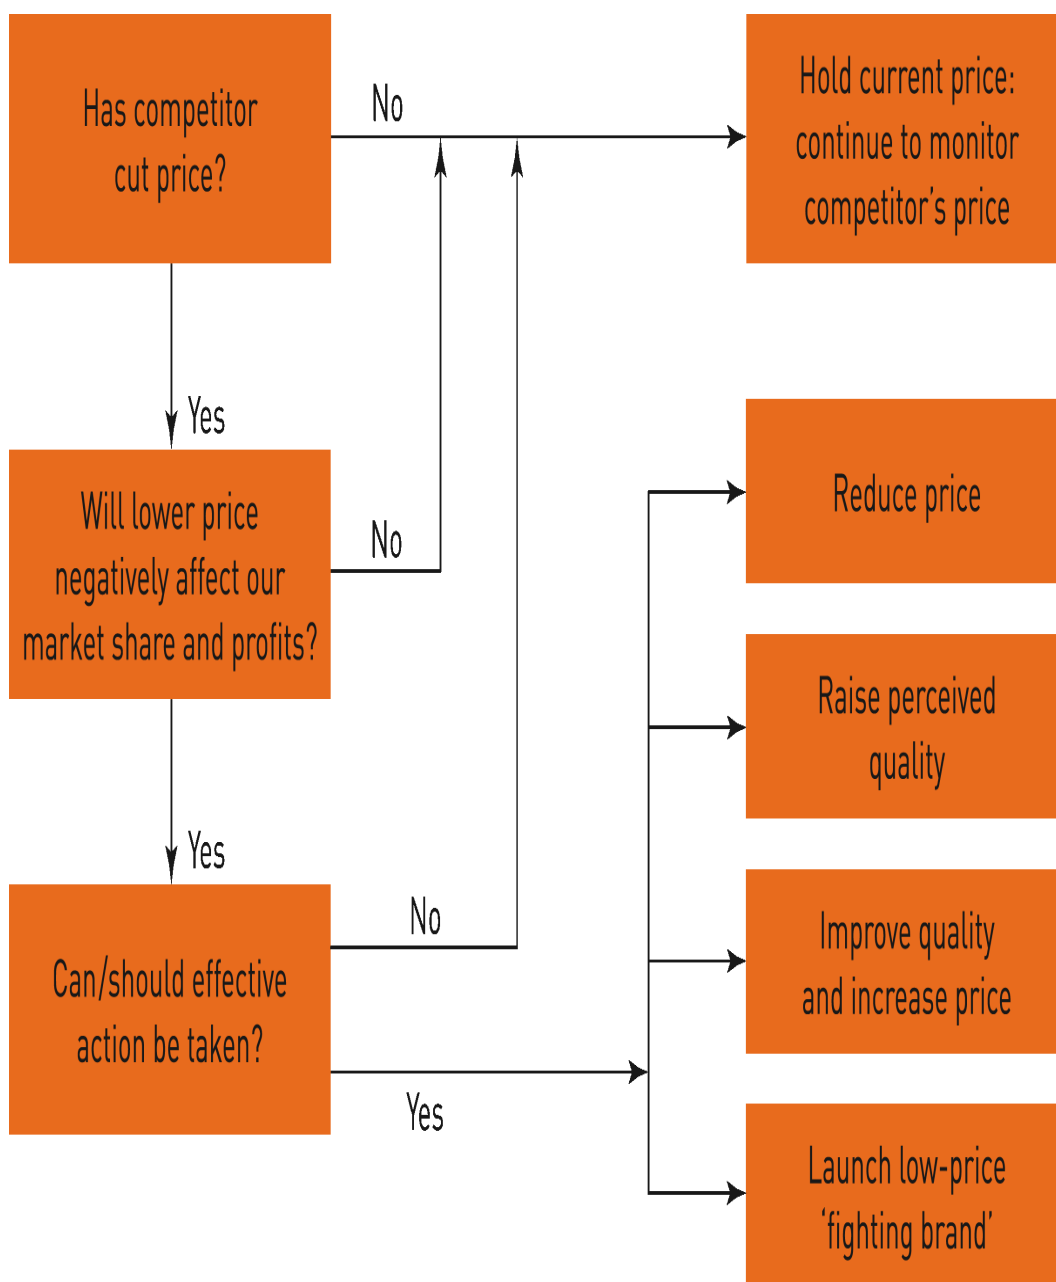 Has competitor
cut price?
No
Hold current price:
continue to monitor
competitor's price
Yes
Will lower price
negatively affect our
market share and profits?
No
Reduce price
Raise perceived
quality
Yes
Can/should effective
action be taken?
No
Yes
Improve quality
and increase price
Launch low-price
‘fighting brand’